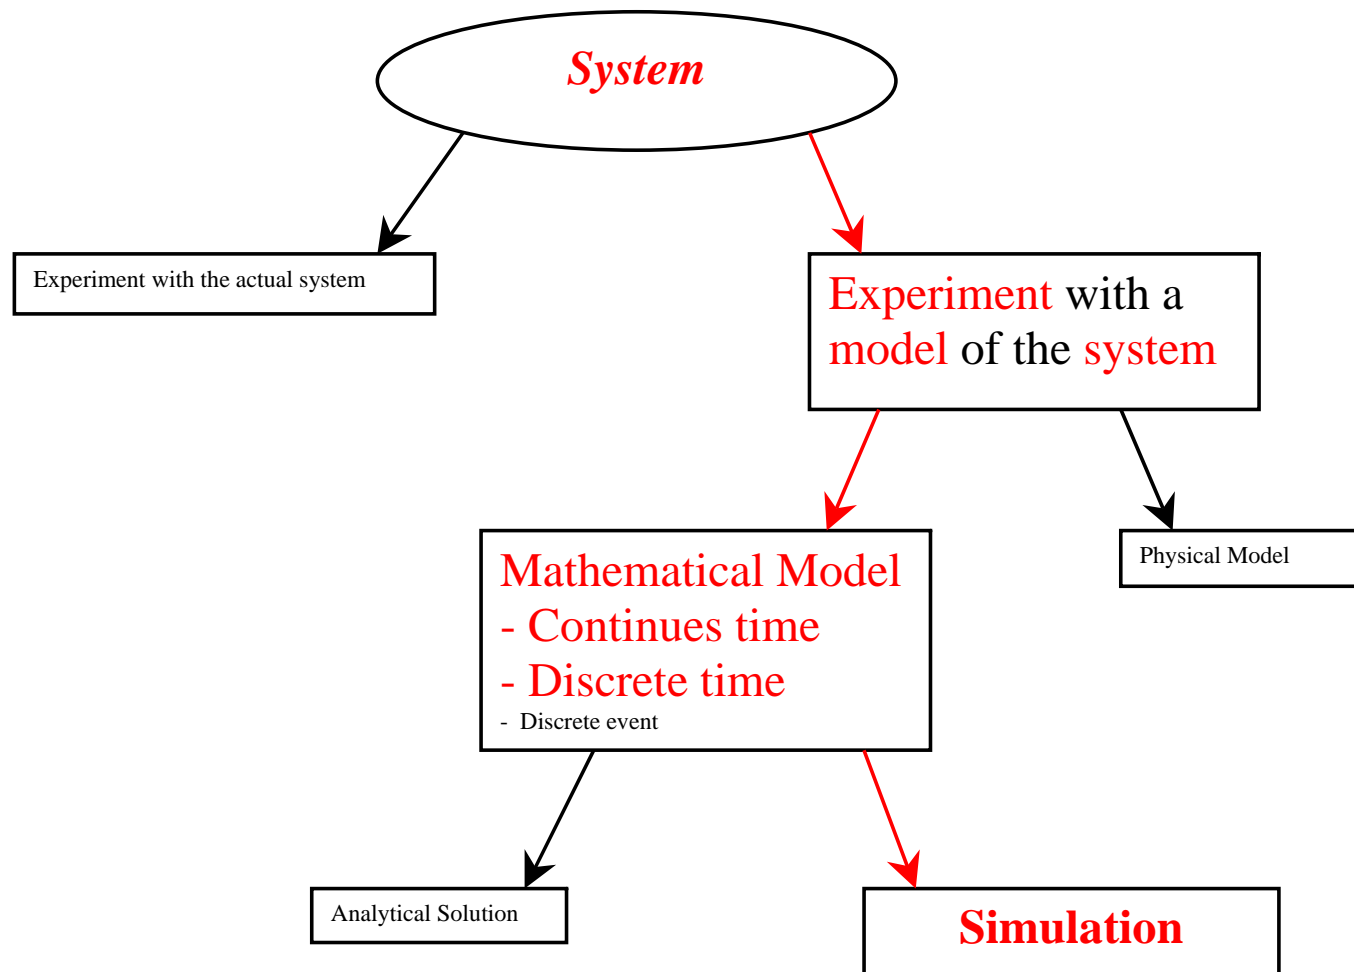 System
Experiment with the actual system
Experiment with a
model of the system
Mathematical Model
- Continues time
- Discrete time
- Discrete event
Physical Model
Analytical Solution
Simulation